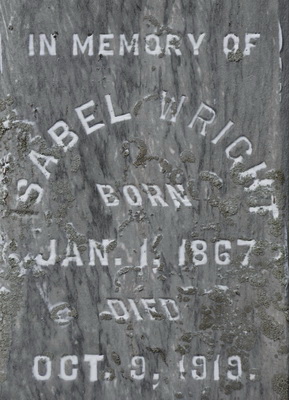 IN MEMORY OF
ISABEL WRIGHT
BORN
JAN. 1, 1867
DIED
OCT. 9, 1919.